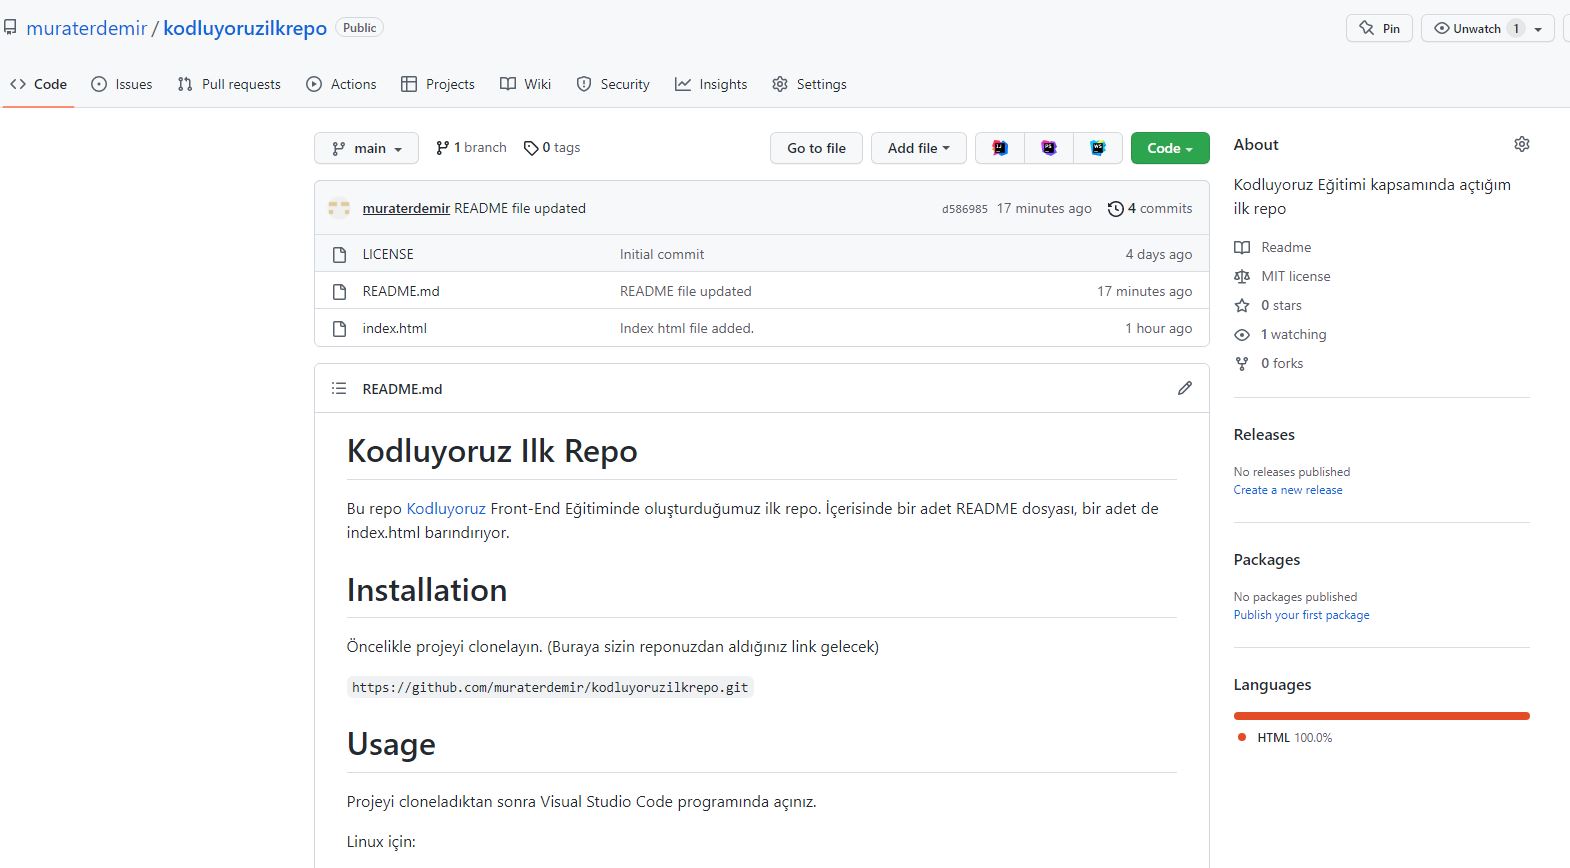 muraterdemir / kodluyoruzilkrepo Public
Pin Unwatch 1
Code Issues Pull requests Actions Projects Wiki Security Insights Settings
main 1 branch 0 tags Go to file Add file Code
muraterdemir README file updated d586985 17 minutes ago 4 commits
LICENSE Initial commit 4 days ago
README.md README file updated 17 minutes ago
index.html Index html file added. 1 hour ago
README.md
Kodluyoruz Ilk Repo
Bu repo Kodluyoruz Front-End Eğitiminde oluşturduğumuz ilk repo. İçerisinde bir adet README dosyası, bir adet de
index.html barındırıyor.
Installation
Öncelikle projeyi clonelayın. (Buraya sizin reponuzdan aldığınız link gelecek)
https://github.com/muraterdemir/kodluyoruzilkrepo.git
Usage
Projeyi cloneladıktan sonra Visual Studio Code programında açınız.
Linux için:
About
Kodluyoruz Eğitimi kapsamında açtığım
ilk repo
Readme
MIT license
0 stars
1 watching
0 forks
Releases
No releases published
Create a new release
Packages
No packages published
Publish your first package
Languages
HTML 100.0%